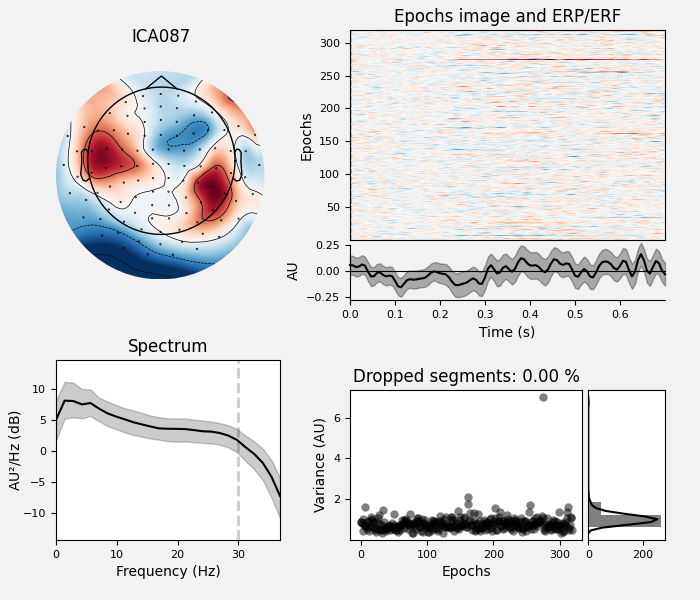 ICA087
Epochs image and ERP/ERF
Epochs
300
250
200
150
100
50
AU
0.25
0.00
−0.25
0.0 0.1 0.2 0.3 0.4 0.5 0.6
Time (s)
Spectrum
AU²/Hz (dB)
10
5
0
−5
−10
0 10 20 30
Frequency (Hz)
Dropped segments: 0.00 %
Variance (AU)
6
4
2
0 100 200 300
Epochs
0 200